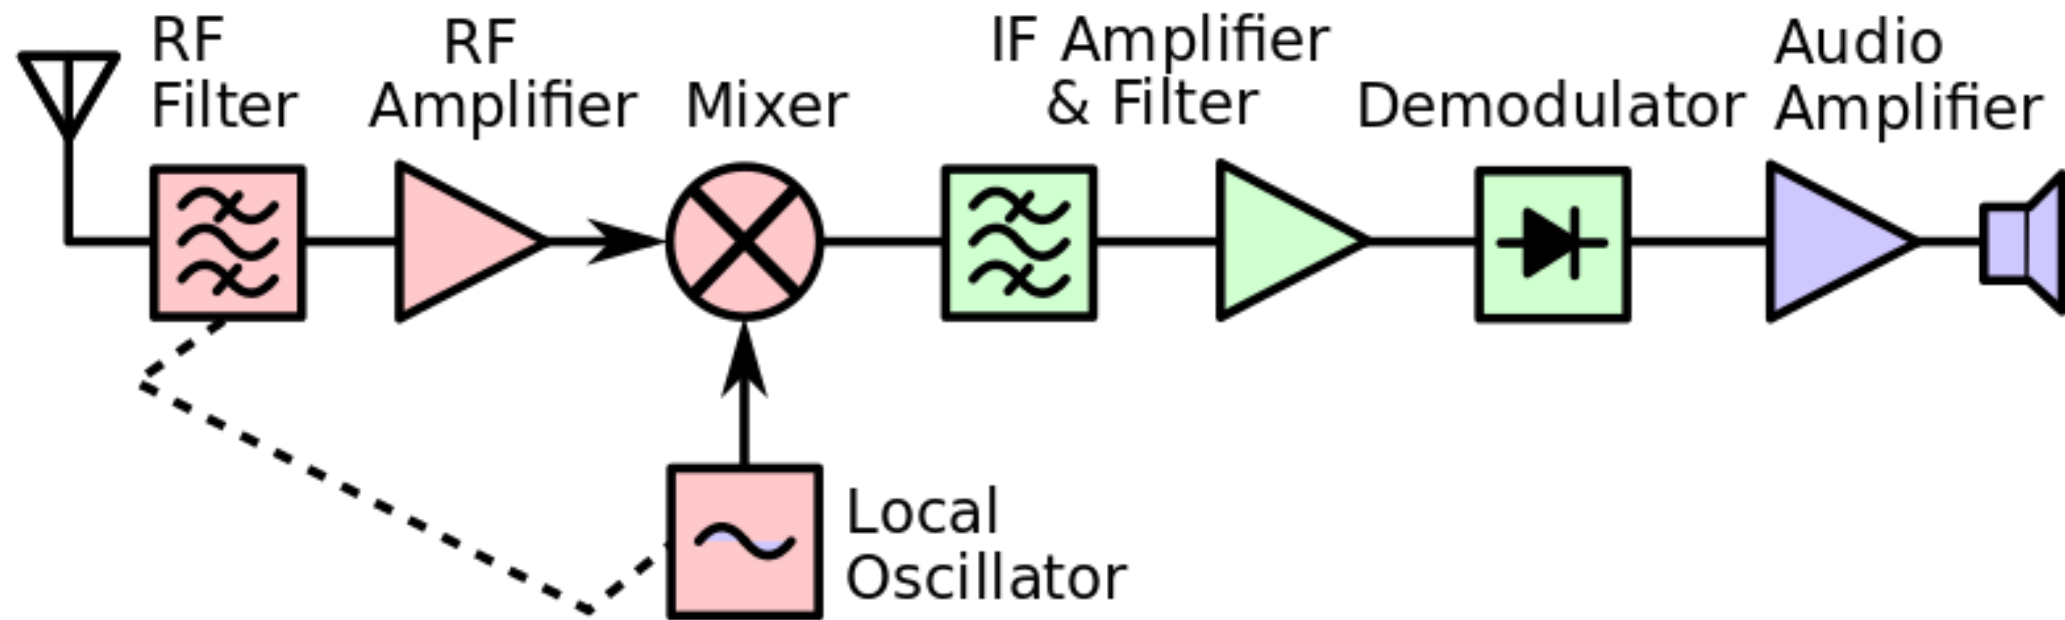 RF
Filter
RF
Amplifier
Mixer
IF Amplifier
& Filter
Demodulator
Audio
Amplifier
Local
Oscillator